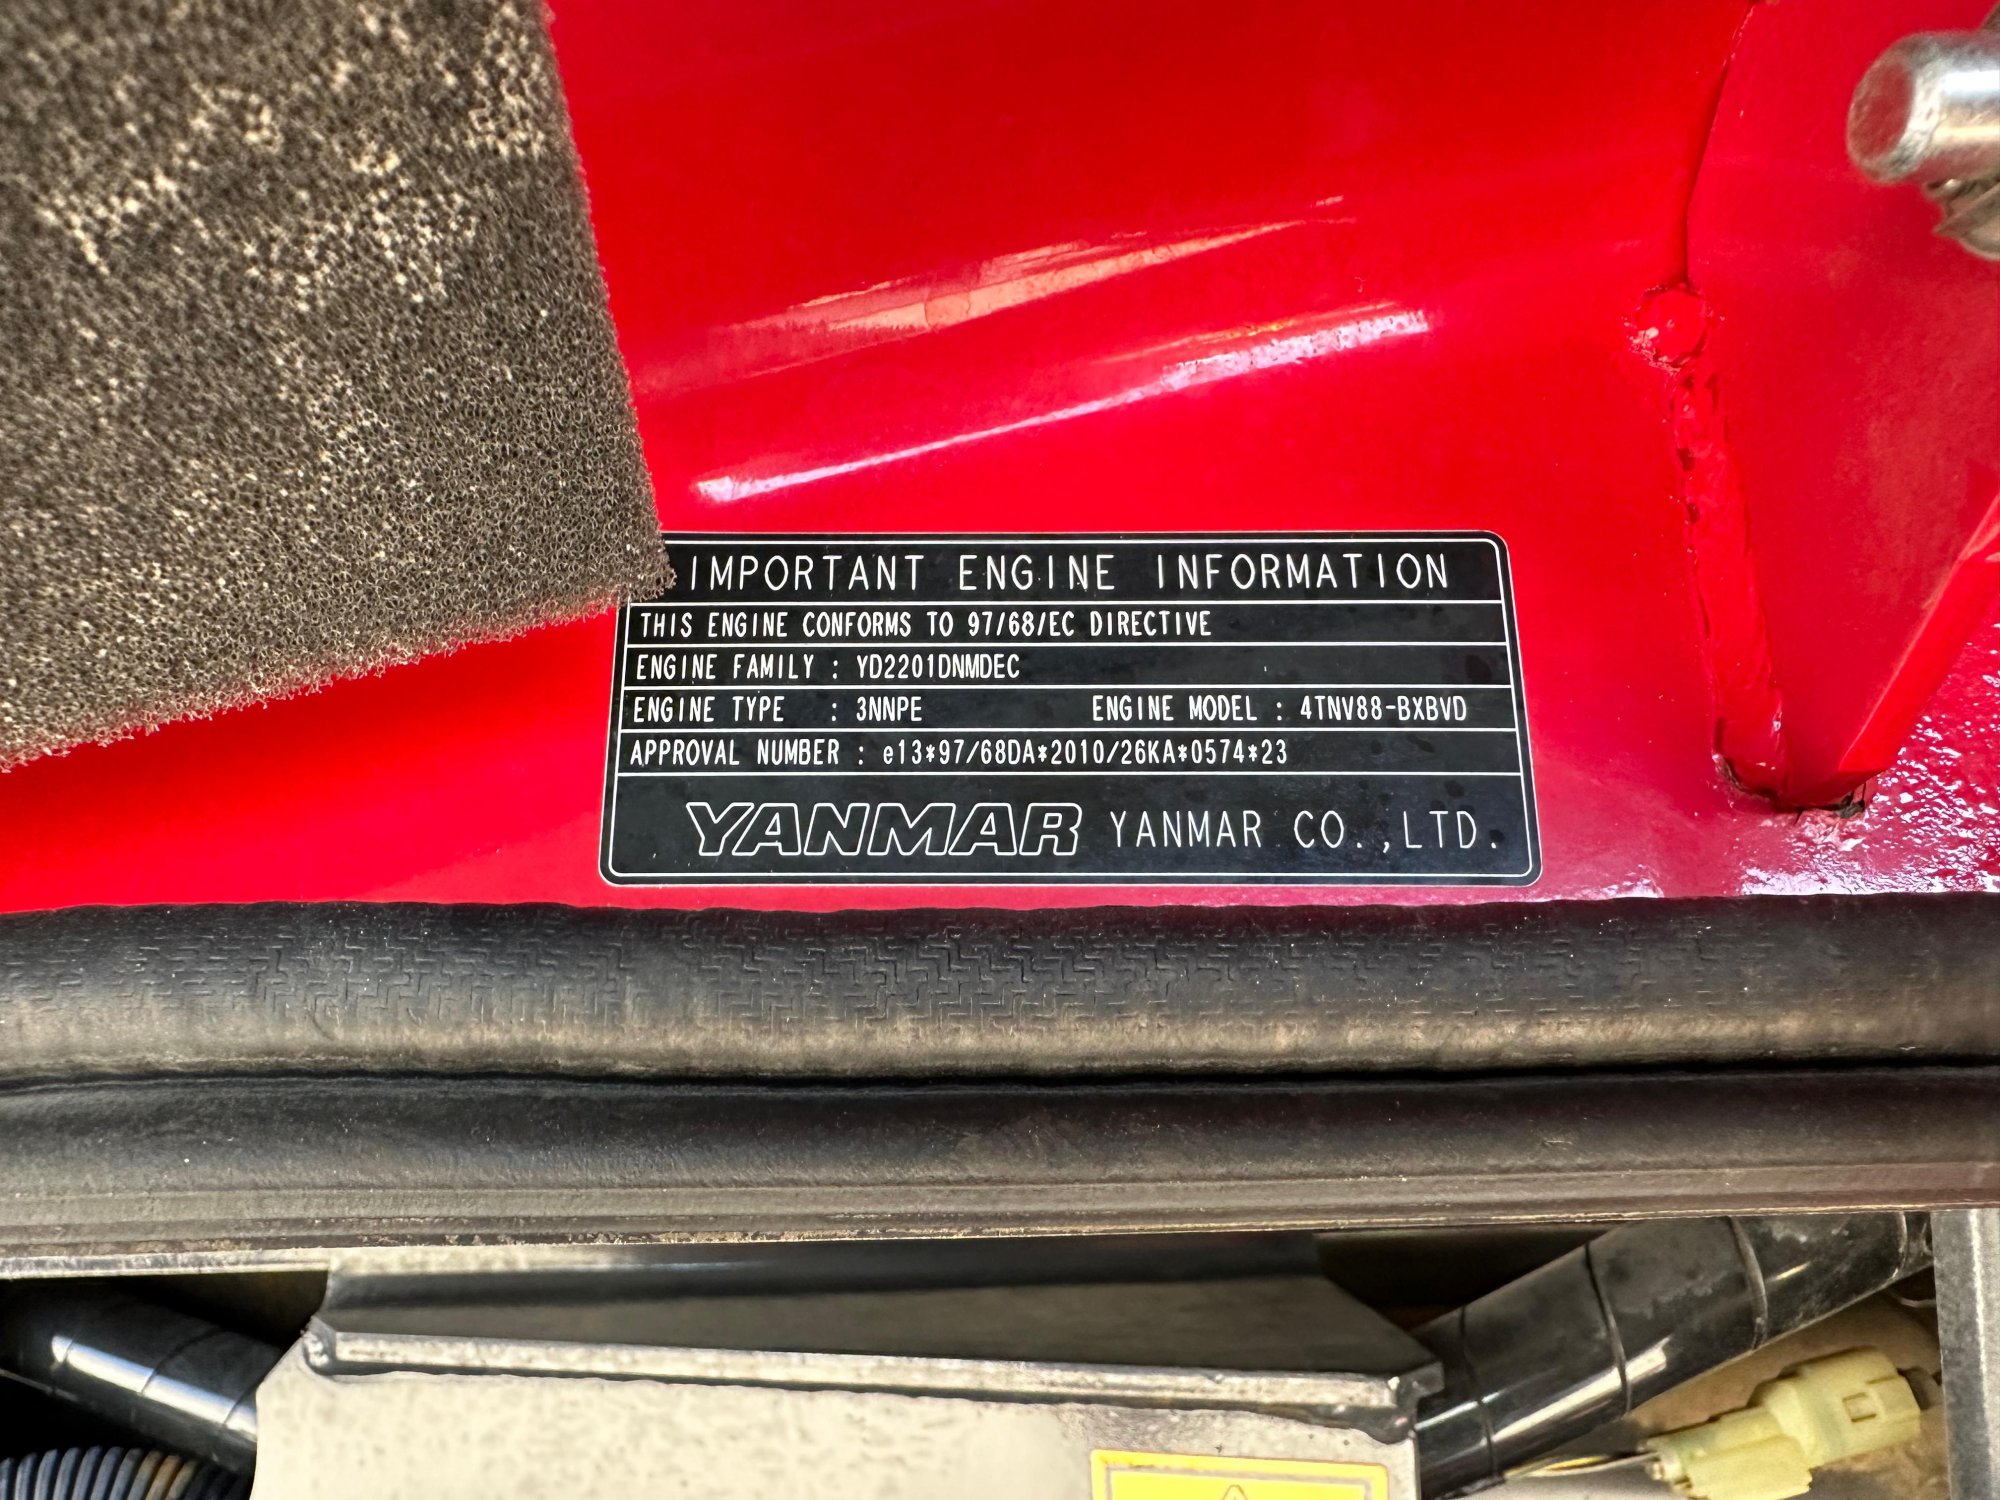 IMPORTANT ENGINE INFORMATION
THIS ENGINE CONFORMS TO 97/68/EC DIRECTIVE
ENGINE FAMILY : YD2201DNMDEC
ENGINE TYPE : 3NNPE ENGINE MODEL : 4TNV88-BXBVD
APPROVAL NUMBER : e13*97/68DA*2010/26KA*0574*23
YANMAR YANMAR CO.,LTD.